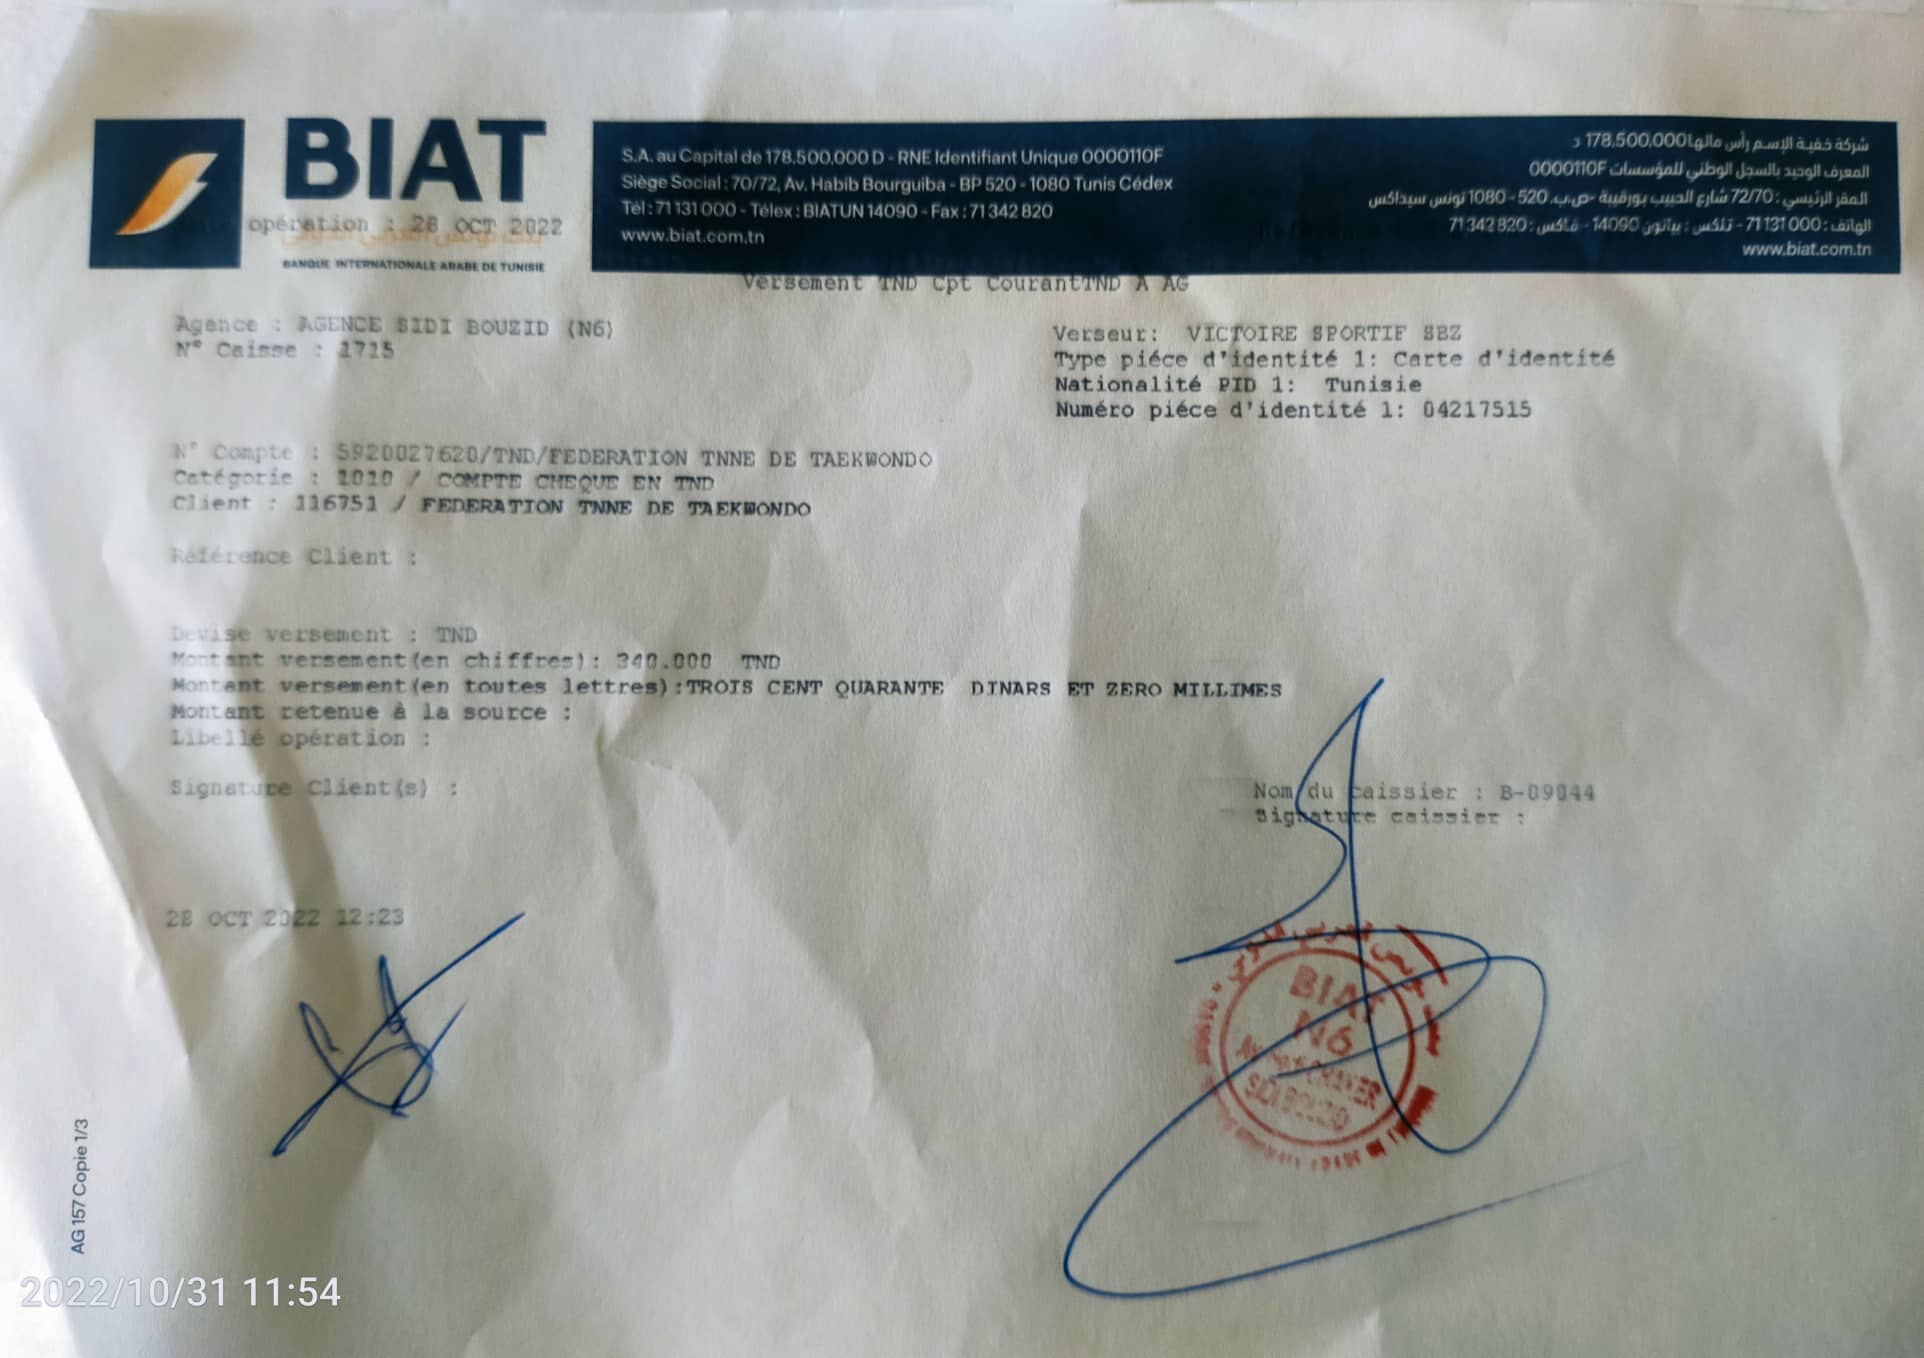 BIAT
opération : 28 OCT 2022
BANQUE INTERNATIONALE ARABE DE TUNISIE
S.A. au Capital de 178.500.000 D - RNE Identifiant Unique 0000110F
Siège Social : 70/72, Av. Habib Bourguiba - BP 520 - 1080 Tunis Cédex
Tél : 71 131 000 - Télex : BIATUN 14090 - Fax : 71 342 820
www.biat.com.tn
شركة خفية الإسم رأس مالها 178.500.000 د
المعرف الوحيد بالسجل الوطني للمؤسسات 0000110F
المقر الرئيسي : 72/70 شارع الحبيب بورقيبة -ص.ب. 520 - 1080 تونس سيداكس
الهاتف : 71131 000 - تلكس : بياتون 14090 - فاكس : 71 342 820
www.biat.com.tn
Versement TND Cpt CourantTND A AG
Agence : AGENCE SIDI BOUZID (N6)
N° Caisse : 1715
Verseur: VICTOIRE SPORTIF SBZ
Type piéce d'identité 1: Carte d'identité
Nationalité PID 1: Tunisie
Numéro piéce d'identité 1: 04217515
N° Compte : 5920027620/TND/FEDERATION TNNE DE TAEKWONDO
Catégorie : 1010 / COMPTE CHEQUE EN TND
Client : 116751 / FEDERATION TNNE DE TAEKWONDO
Référence Client :
Devise versement : TND
Montant versement(en chiffres): 340.000 TND
Montant versement(en toutes lettres):TROIS CENT QUARANTE DINARS ET ZERO MILLIMES
Montant retenue à la source :
Libellé opération :
Signature Client(s) :
Nom du caissier : B-09044
Signature caissier :
28 OCT 2022 12:23
BIAT
N6
CHAKER
SIDI BOUZID
AG 157 Copie 1/3
2022/10/31 11:54